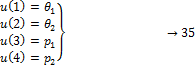 u(1) = θ₁
u(2) = θ₂
u(3) = p₁
u(4) = p₂
} → 35